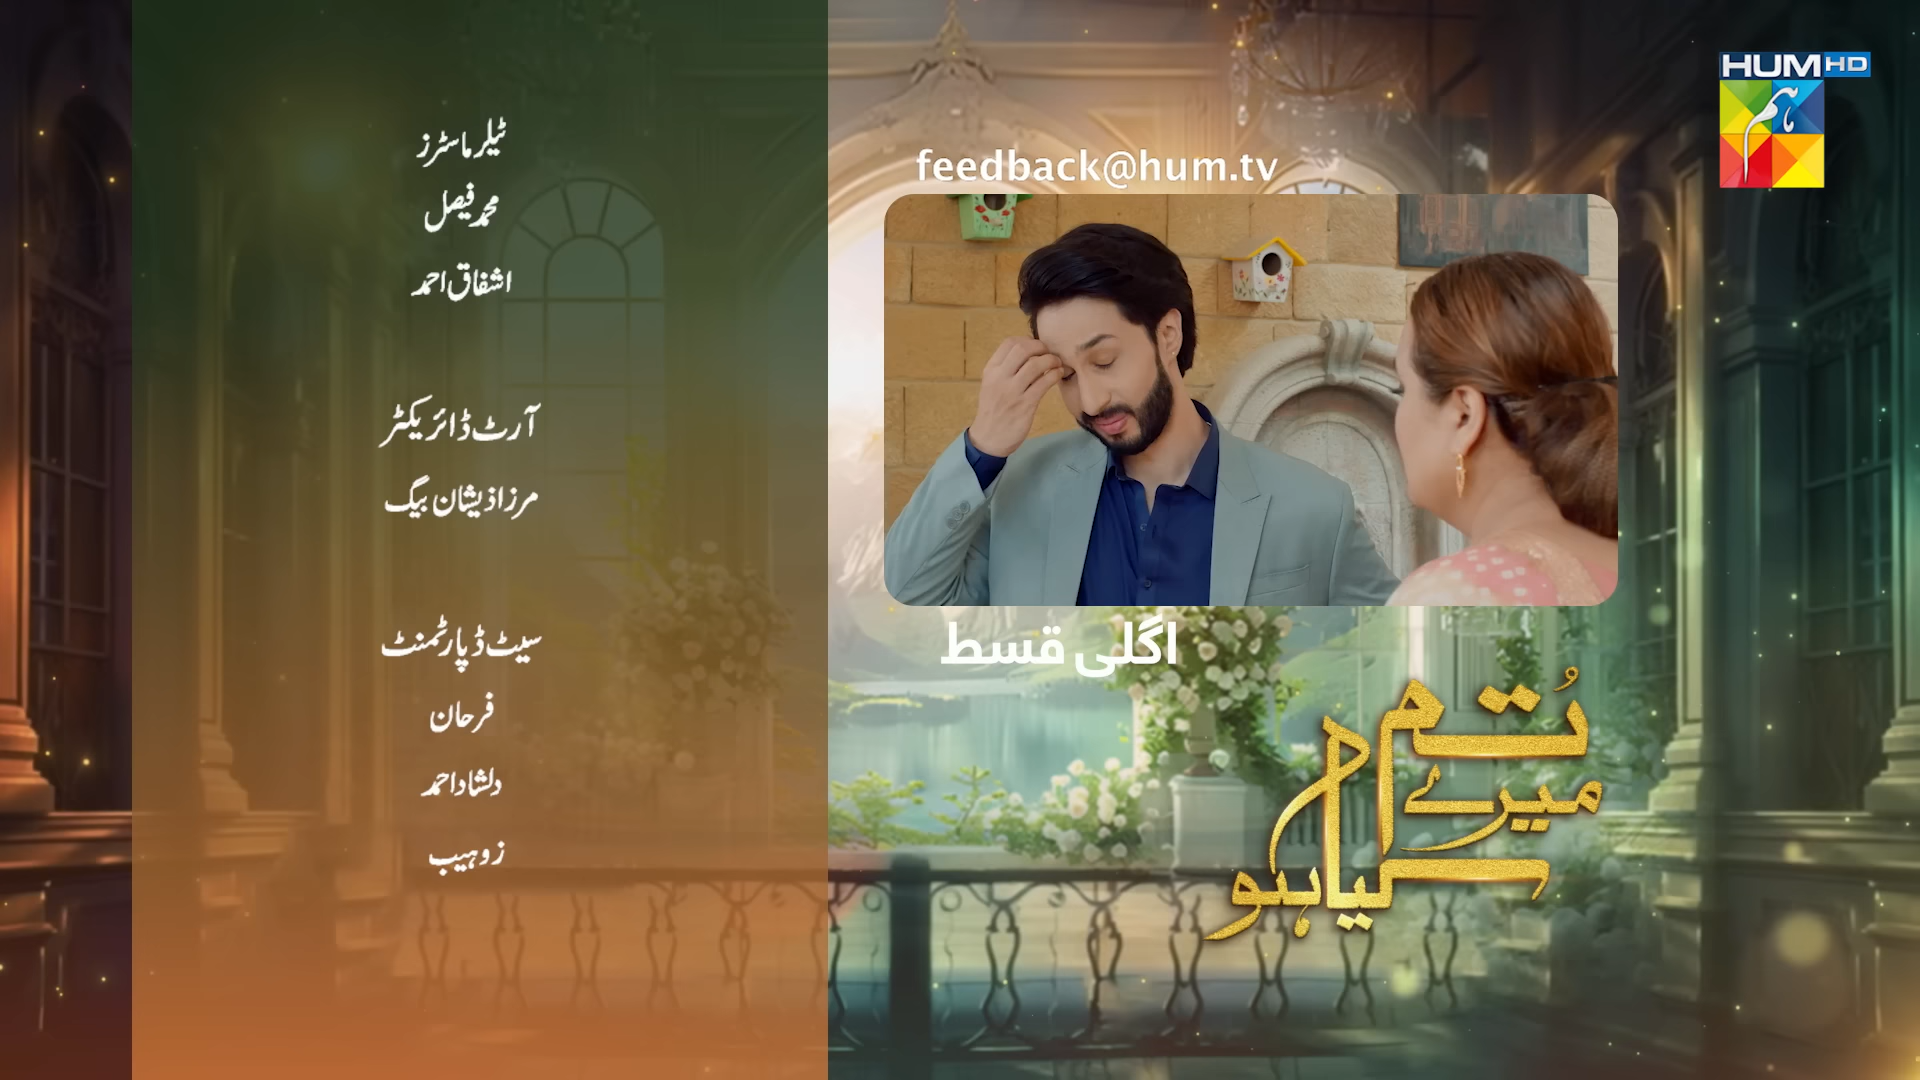 ٹیلر ماسٹرز
محمد فیصل
اشفاق احمد
آرٹ ڈائریکٹر
مرزا ذیشان بیگ
سیٹ ڈپارٹمنٹ
فرحان
دلشاد احمد
زوہیب
feedback@hum.tv
اگلی قسط
تُم
میرے
کیا ہو
HUM HD
ہم